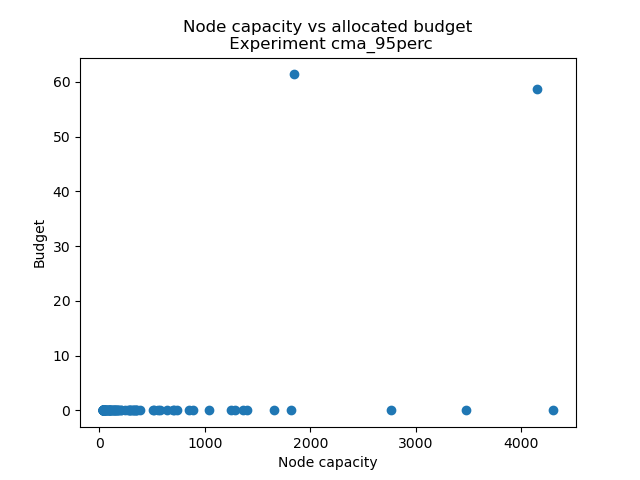 Node capacity vs allocated budget
Experiment cma_95perc
60
50
40
30
20
10
0
Budget
0 1000 2000 3000 4000
Node capacity